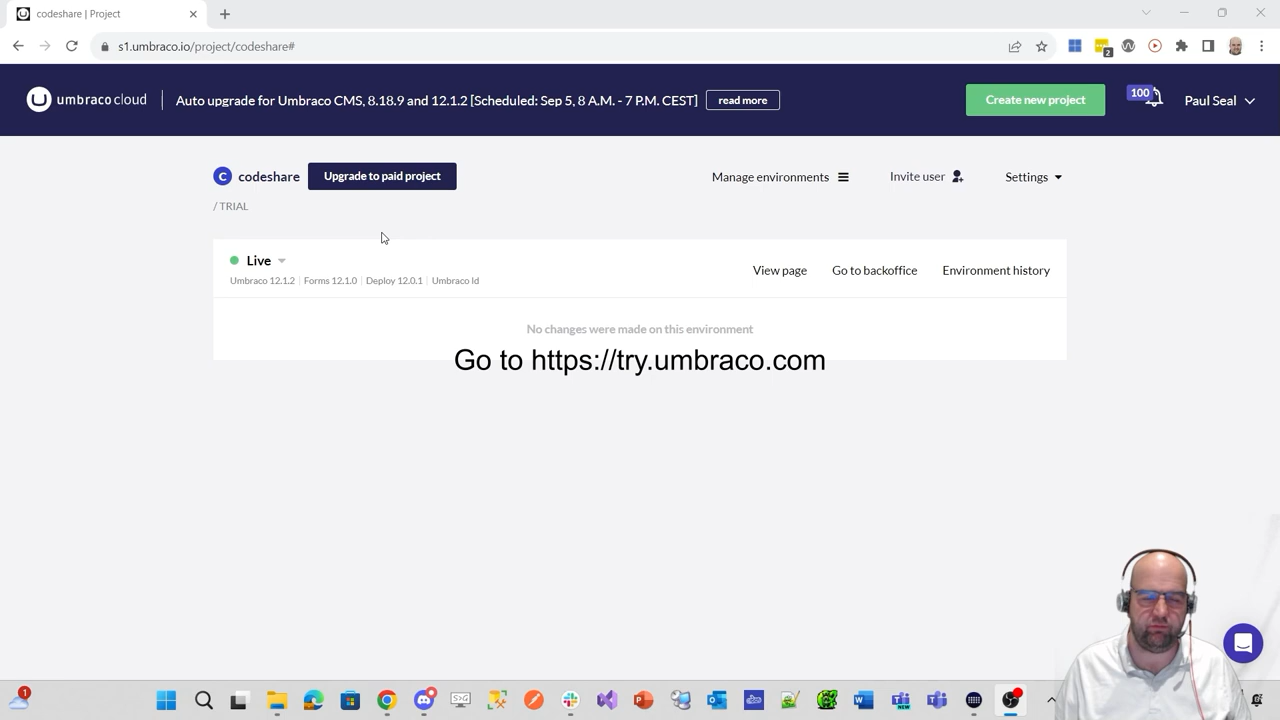 codeshare | Project
s1.umbraco.io/project/codeshare#
2
umbraco cloud
Auto upgrade for Umbraco CMS, 8.18.9 and 12.1.2 [Scheduled: Sep 5, 8 A.M. - 7 P.M. CEST]
read more
Create new project
100
Paul Seal
C codeshare
Upgrade to paid project
Manage environments
Invite user
Settings
/ TRIAL
Live
Umbraco 12.1.2 | Forms 12.1.0 | Deploy 12.0.1 | Umbraco Id
View page
Go to backoffice
Environment history
No changes were made on this environment
Go to https://try.umbraco.com
1
NEW